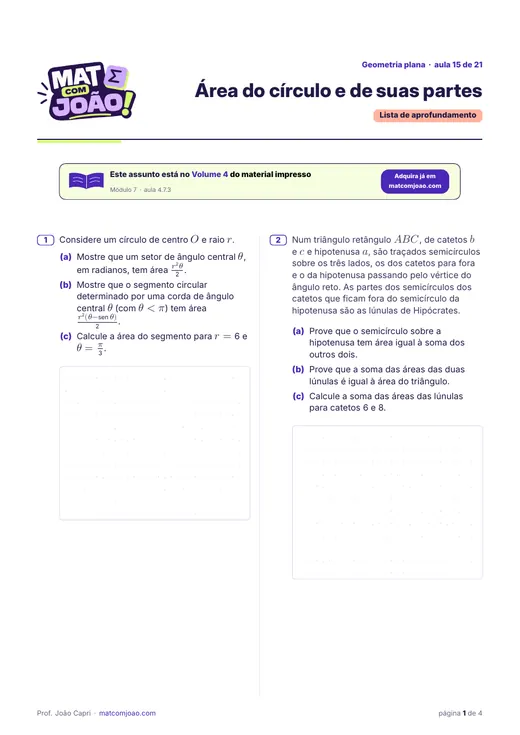 MAT
COM
JOÃO!
Σ
Geometria plana · aula 15 de 21
Área do círculo e de suas partes
Lista de aprofundamento
Este assunto está no Volume 4 do material impresso
Módulo 7 · aula 4.7.3
Adquira já em
matcomjoao.com
1 Considere um círculo de centro O e raio r.
(a) Mostre que um setor de ângulo central θ,
em radianos, tem área r²θ/2.
(b) Mostre que o segmento circular
determinado por uma corda de ângulo
central θ (com θ < π) tem área
r²(θ−sen θ)/2.
(c) Calcule a área do segmento para r = 6 e
θ = π/3.
2 Num triângulo retângulo ABC, de catetos b
e c e hipotenusa a, são traçados semicírculos
sobre os três lados, os dos catetos para fora
e o da hipotenusa passando pelo vértice do
ângulo reto. As partes dos semicírculos dos
catetos que ficam fora do semicírculo da
hipotenusa são as lúnulas de Hipócrates.
(a) Prove que o semicírculo sobre a
hipotenusa tem área igual à soma dos
outros dois.
(b) Prove que a soma das áreas das duas
lúnulas é igual à área do triângulo.
(c) Calcule a soma das áreas das lúnulas
para catetos 6 e 8.
Prof. João Capri · matcomjoao.com
página 1 de 4